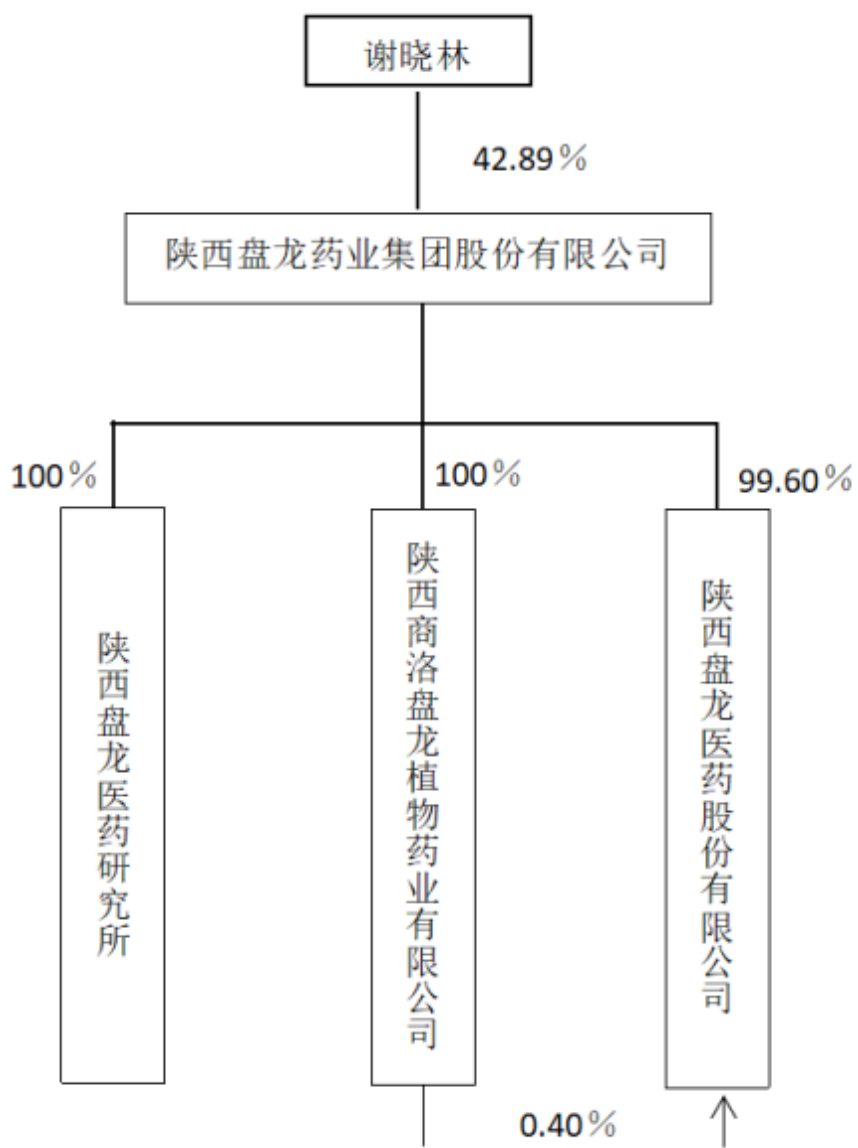 谢晓林
42.89%
陕西盘龙药业集团股份有限公司
100%
100%
99.60%
陕西盘龙医药研究所
陕西商洛盘龙植物药业有限公司
陕西盘龙医药股份有限公司
0.40%